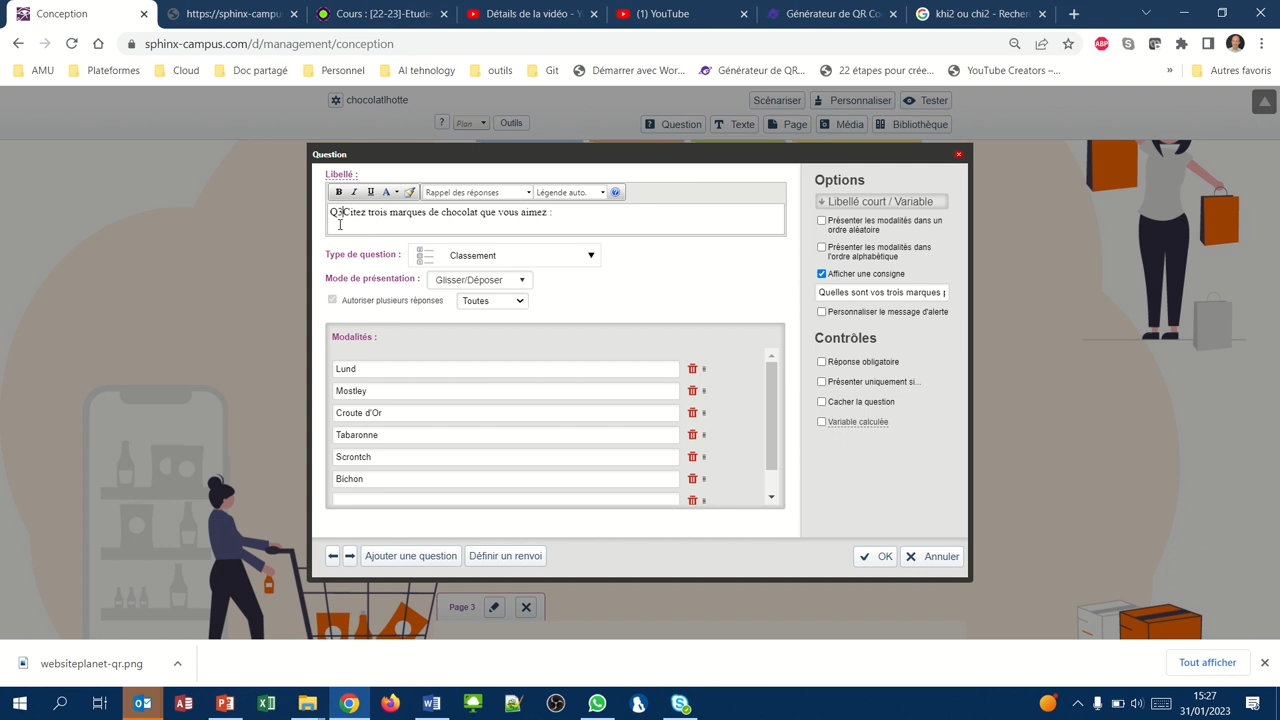 Conception
https://sphinx-campu
Cours : [22-23]-Etude
Détails de la vidéo - Y
(1) YouTube
Générateur de QR Co
khi2 ou chi2 - Recher
sphinx-campus.com/d/management/conception
AMU
Plateformes
Cloud
Doc partagé
Personnel
AI tehnology
outils
Git
Démarrer avec Wor...
Générateur de QR...
22 étapes pour crée...
YouTube Creators –...
»
Autres favoris
chocolatlhotte
Scénariser
Personnaliser
Tester
?
Plan
Outils
Question
Texte
Page
Média
Bibliothèque
Question
Libellé :
B I U A
Rappel des réponses
Légende auto.
Q3Citez trois marques de chocolat que vous aimez :
Type de question :
Classement
Mode de présentation :
Glisser/Déposer
Autoriser plusieurs réponses
Toutes
Modalités :
Lund
Mostley
Croute d'Or
Tabaronne
Scrontch
Bichon
Options
Libellé court / Variable
Présenter les modalités dans un
ordre aléatoire
Présenter les modalités dans
l'ordre alphabétique
Afficher une consigne
Quelles sont vos trois marques p
Personnaliser le message d'alerte
Contrôles
Réponse obligatoire
Présenter uniquement si...
Cacher la question
Variable calculée
Ajouter une question
Définir un renvoi
OK
Annuler
Page 3
websiteplanet-qr.png
Tout afficher
15:27
31/01/2023